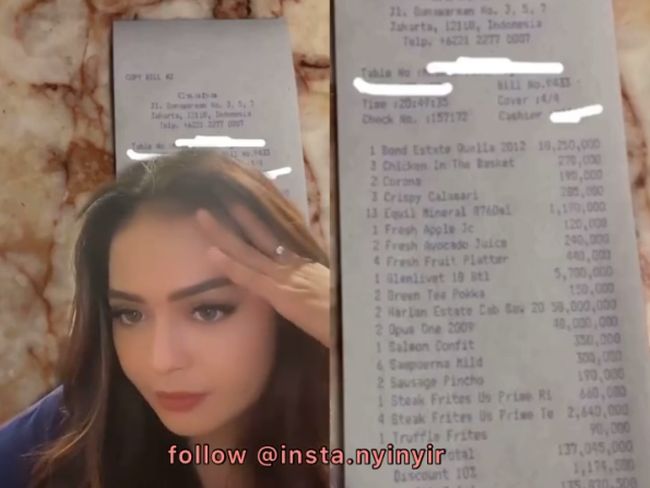 COPY BILL #2
Jl. Gunawarman No. 3, 5, 7
Jakarta, 12110, Indonesia
Telp. +6221 2277 0007
Table No
Bill No.
Jl. Gunawarman No. 3, 5, 7
Jakarta, 12110, Indonesia
Telp. +6221 2277 0007
Table No :
Bill No.
Time :20:49:35
Cover :4/4
Check No. :157172
Cashier
1 Bond Estate Quella 2012 18,250,000
3 Chicken In The Basket 270,000
2 Corona 190,000
3 Crispy Calamari 285,000
13 Equil Mineral @760ml 1,170,000
1 Fresh Apple Jc 120,000
2 Fresh Avocado Juice 240,000
4 Fresh Fruit Platter 440,000
1 Glenlivet 18 Btl 5,700,000
2 Green Tea Pokka 150,000
2 Harlan Estate Cab Sav 20 58,000,000
2 Opus One 2009 48,000,000
1 Salmon Confit 350,000
6 Sampoerna Mild 300,000
2 Sausage Pincho 190,000
1 Steak Frites Us Prime Ri 660,000
4 Steak Frites Us Prime Te 2,640,000
1 Truffle Frites 90,000
137,045,000
Discount 10%
follow @insta.nyinyir